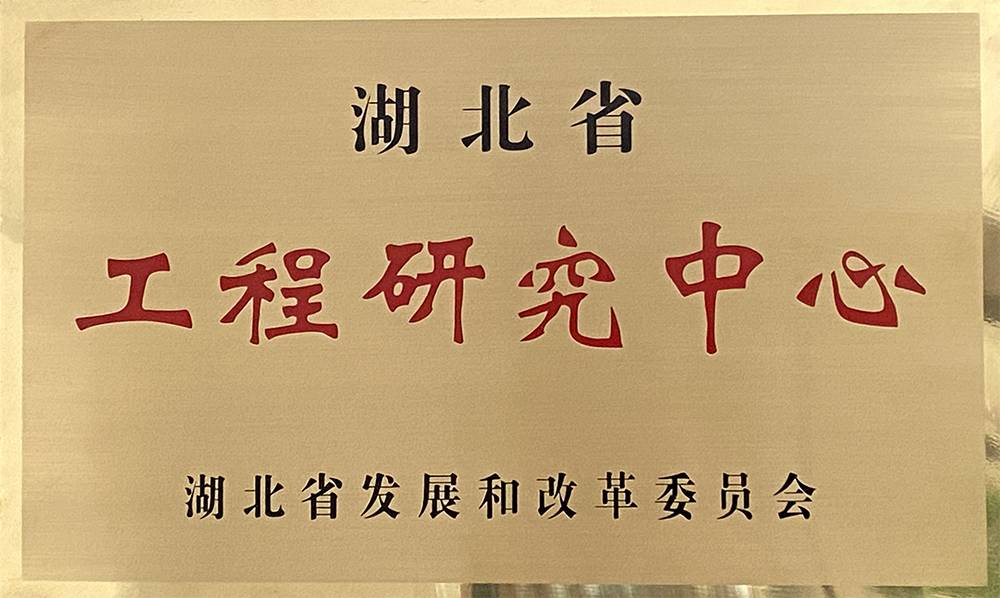 湖北省
工程研究中心
湖北省发展和改革委员会